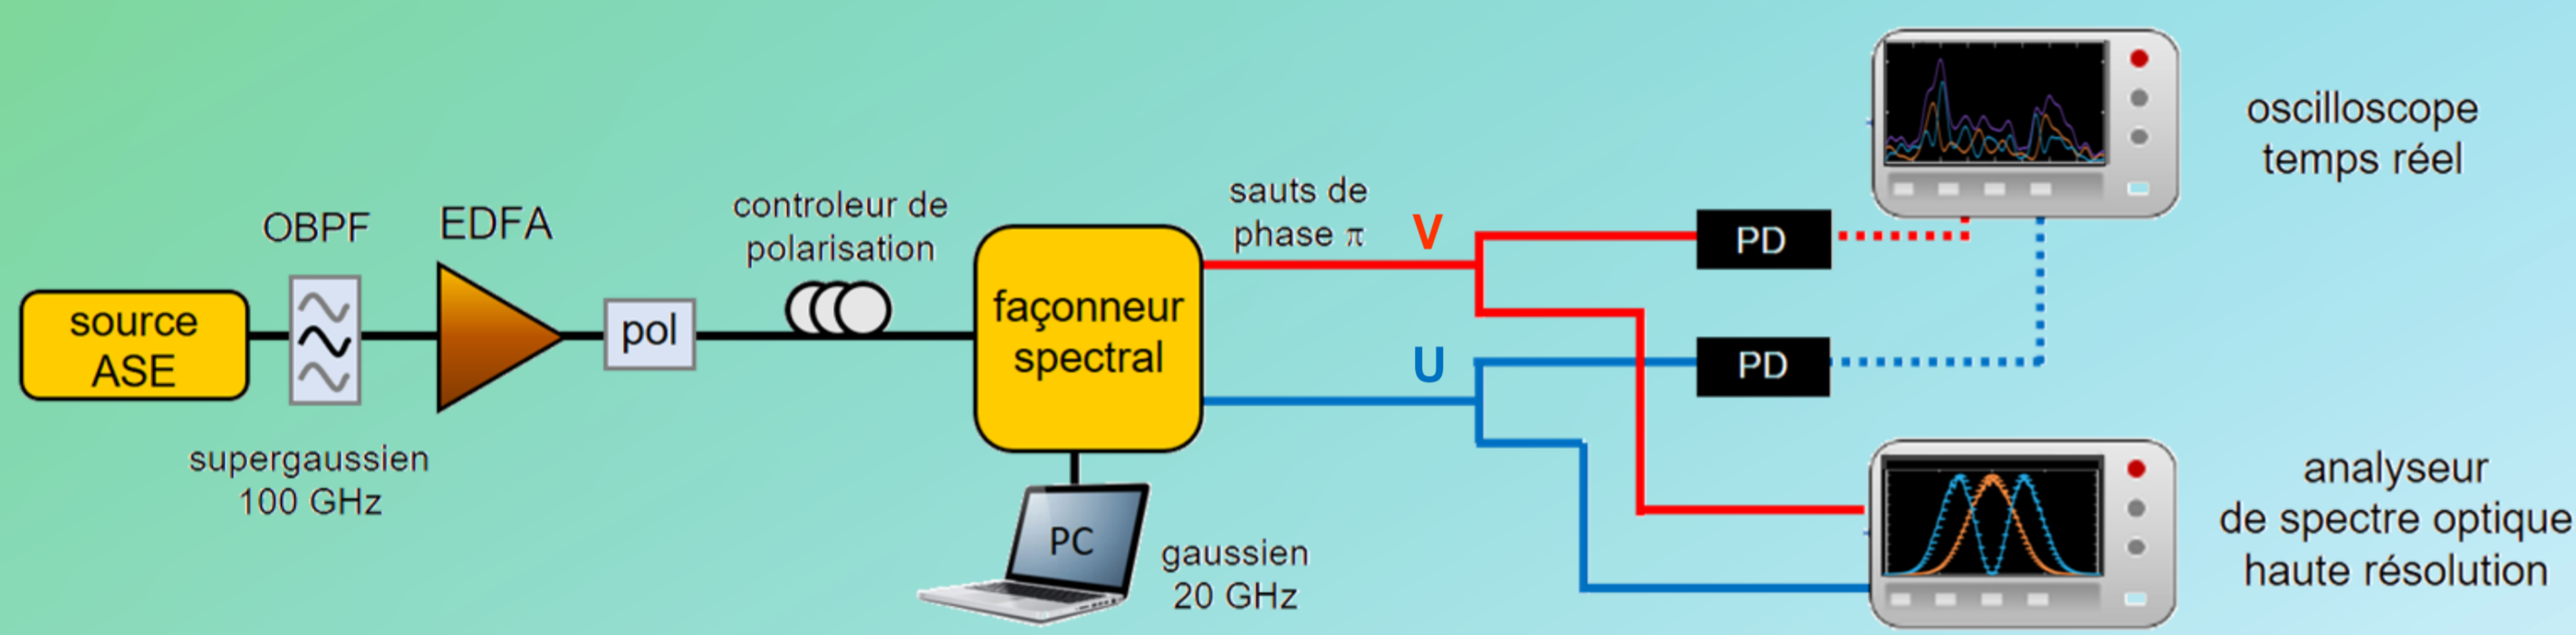 source
ASE
OBPF
supergaussien
100 GHz
EDFA
pol
controleur de
polarisation
façonneur
spectral
PC
gaussien
20 GHz
sauts de
phase π
V
U
PD
PD
oscilloscope
temps réel
analyseur
de spectre optique
haute résolution